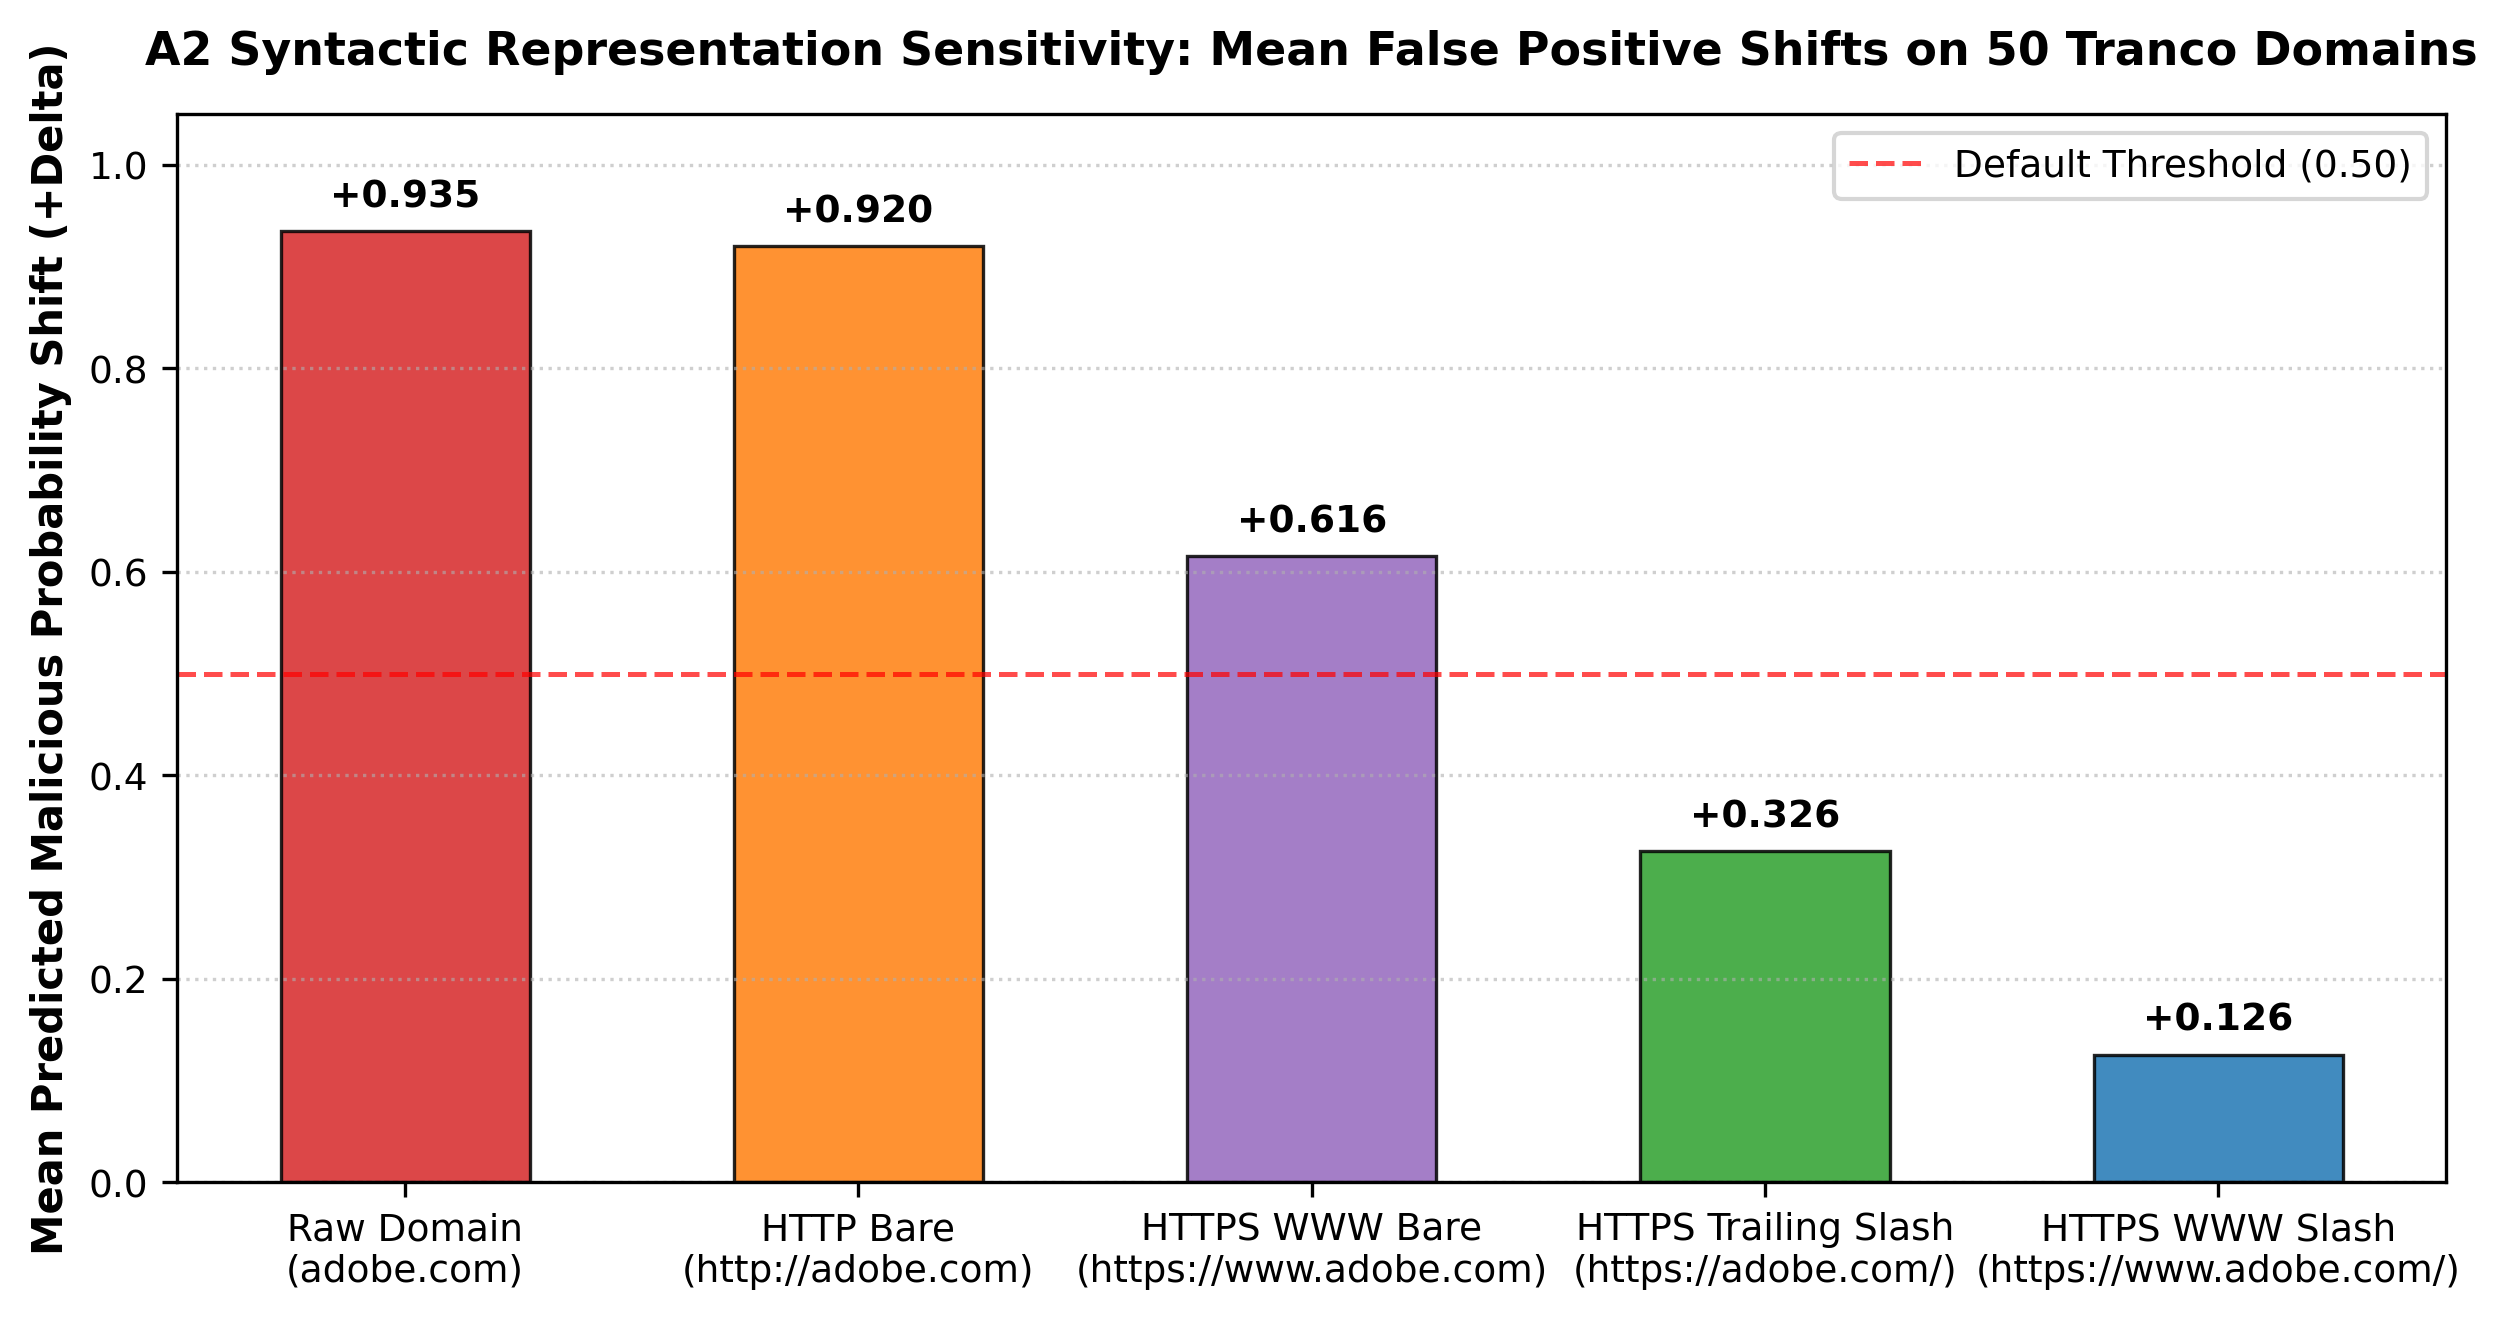 A2 Syntactic Representation Sensitivity: Mean False Positive Shifts on 50 Tranco Domains
Mean Predicted Malicious Probability Shift (+Delta)
Default Threshold (0.50)
1.0
0.8
0.6
0.4
0.2
0.0
+0.935
+0.920
+0.616
+0.326
+0.126
Raw Domain
(adobe.com)
HTTP Bare
(http://adobe.com)
HTTPS WWW Bare
(https://www.adobe.com)
HTTPS Trailing Slash
(https://adobe.com/)
HTTPS WWW Slash
(https://www.adobe.com/)